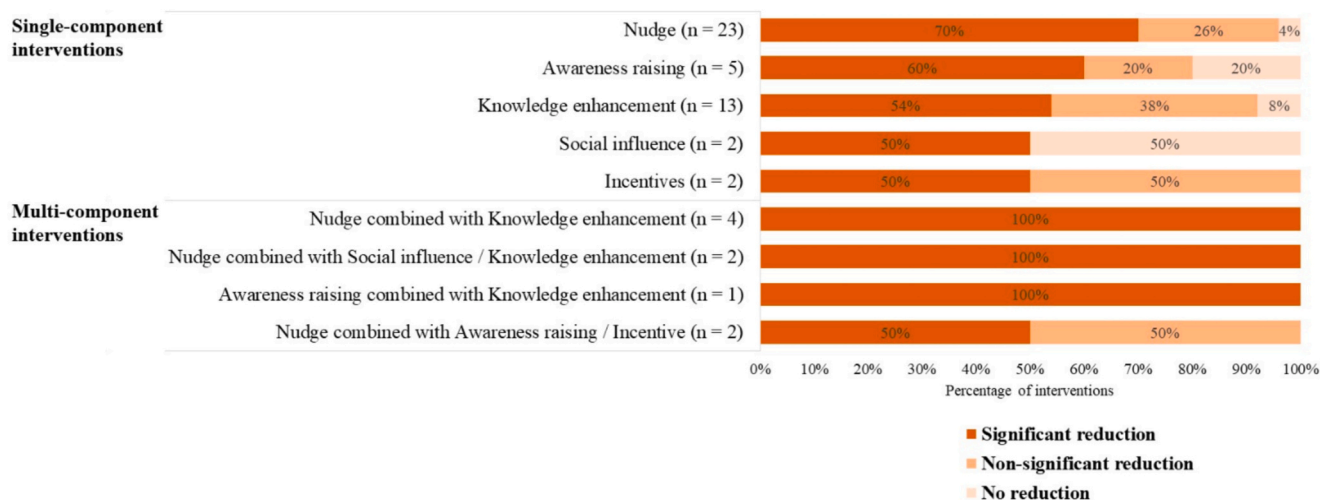 Single-component
interventions
Nudge (n = 23)
70%
26%
4%
Awareness raising (n = 5)
60%
20%
20%
Knowledge enhancement (n = 13)
54%
38%
8%
Social influence (n = 2)
50%
50%
Incentives (n = 2)
50%
50%
Multi-component
interventions
Nudge combined with Knowledge enhancement (n = 4)
100%
Nudge combined with Social influence / Knowledge enhancement (n = 2)
100%
Awareness raising combined with Knowledge enhancement (n = 1)
100%
Nudge combined with Awareness raising / Incentive (n = 2)
50%
50%
0% 10% 20% 30% 40% 50% 60% 70% 80% 90% 100%
Percentage of interventions
Significant reduction
Non-significant reduction
No reduction